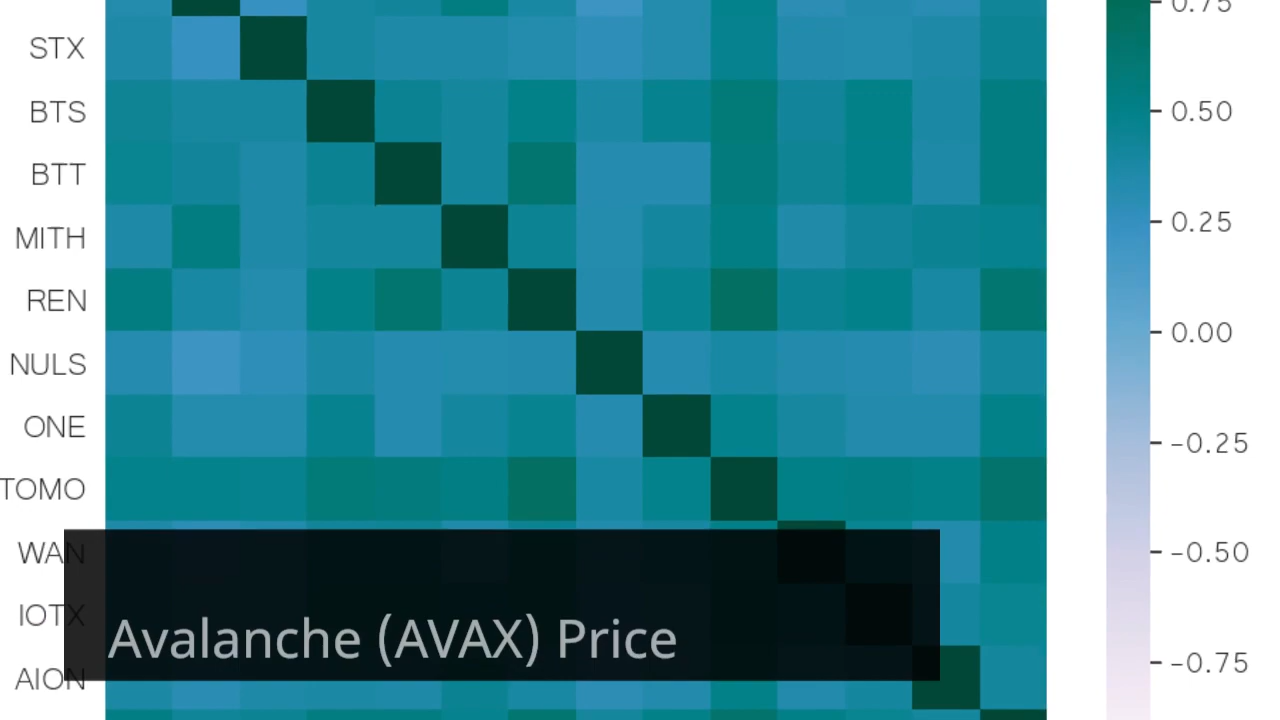 0.75
STX
BTS
0.50
BTT
MITH
0.25
REN
0.00
NULS
ONE
-0.25
TOMO
WAN
-0.50
IOTX
Avalanche (AVAX) Price
AION
-0.75